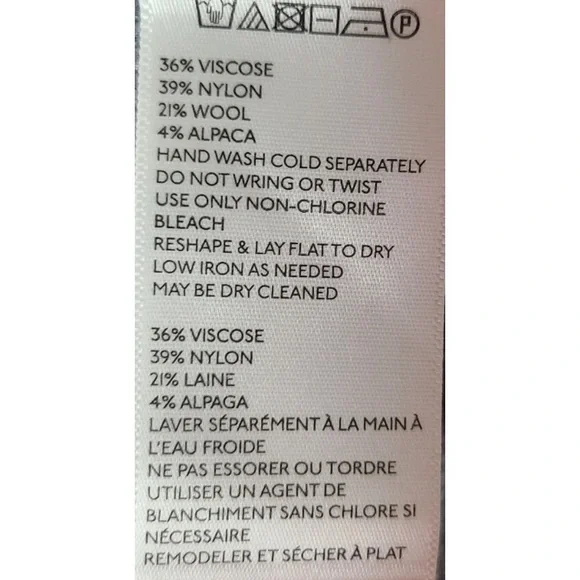 P
36% VISCOSE
39% NYLON
21% WOOL
4% ALPACA
HAND WASH COLD SEPARATELY
DO NOT WRING OR TWIST
USE ONLY NON-CHLORINE
BLEACH
RESHAPE & LAY FLAT TO DRY
LOW IRON AS NEEDED
MAY BE DRY CLEANED
36% VISCOSE
39% NYLON
21% LAINE
4% ALPAGA
LAVER SÉPARÉMENT À LA MAIN À
L'EAU FROIDE
NE PAS ESSORER OU TORDRE
UTILISER UN AGENT DE
BLANCHIMENT SANS CHLORE SI
NÉCESSAIRE
REMODELER ET SÉCHER À PLAT